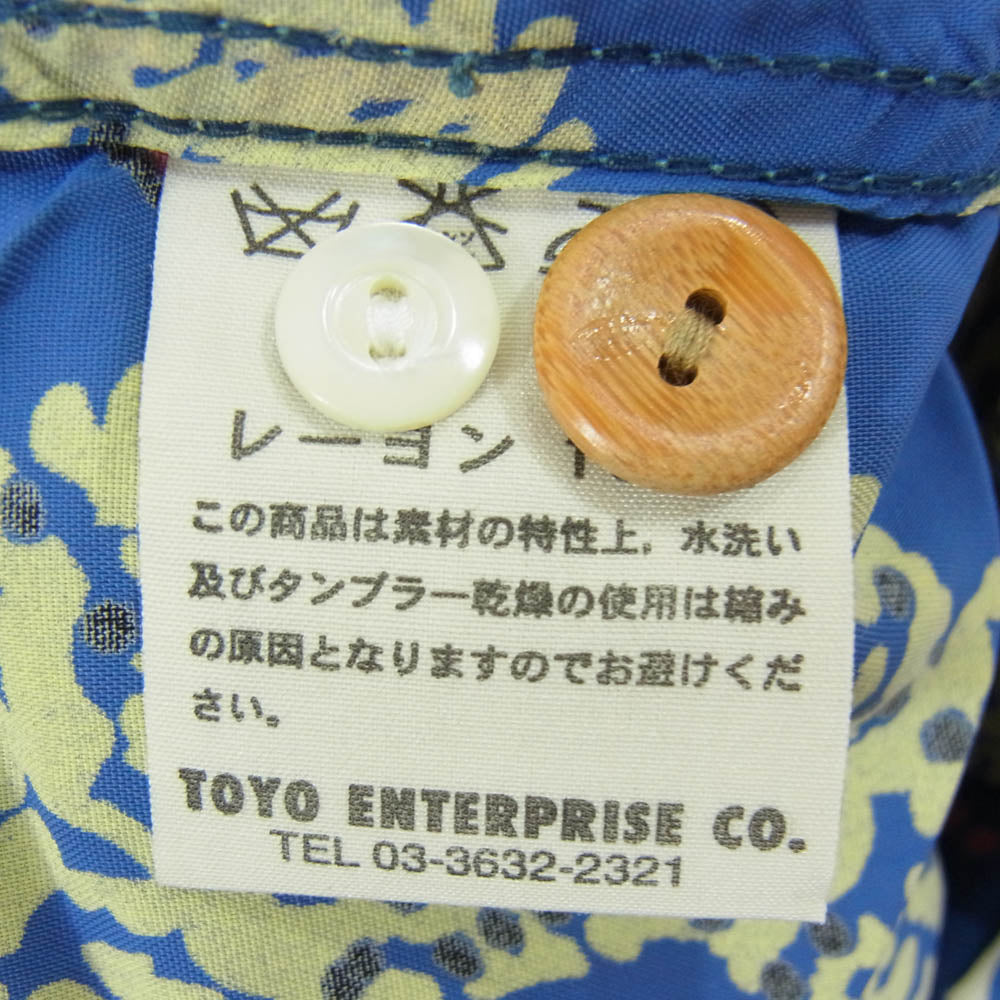 レーヨン
この商品は素材の特性上，水洗い
及びタンブラー乾燥の使用は縮み
の原因となりますのでお避けくだ
さい。
TOYO ENTERPRISE CO.
TEL 03-3632-2321